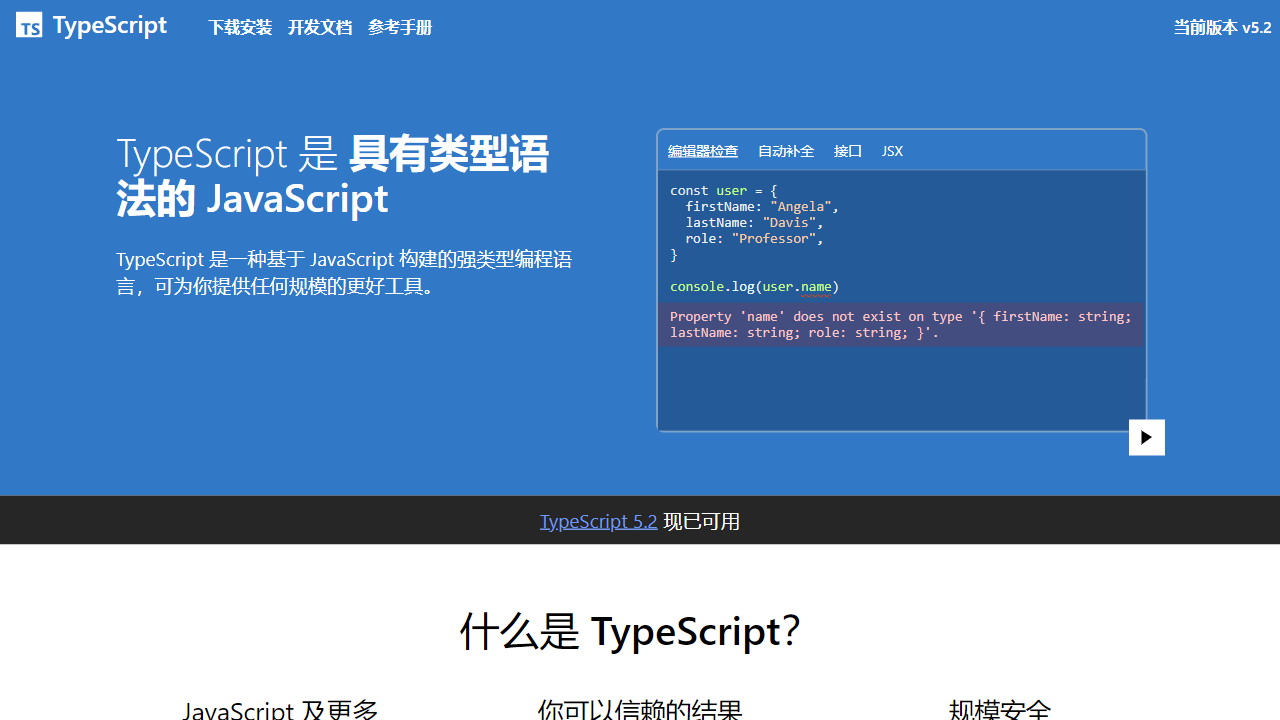 TS TypeScript 下载安装 开发文档 参考手册 当前版本 v5.2
TypeScript 是 具有类型语
法的 JavaScript
TypeScript 是一种基于 JavaScript 构建的强类型编程语
言，可为你提供任何规模的更好工具。
编辑器检查 自动补全 接口 JSX
const user = {
  firstName: "Angela",
  lastName: "Davis",
  role: "Professor",
}
console.log(user.name)
Property 'name' does not exist on type '{ firstName: string;
lastName: string; role: string; }'.
TypeScript 5.2 现已可用
什么是 TypeScript？
JavaScript 及更多 你可以信赖的结果 规模安全